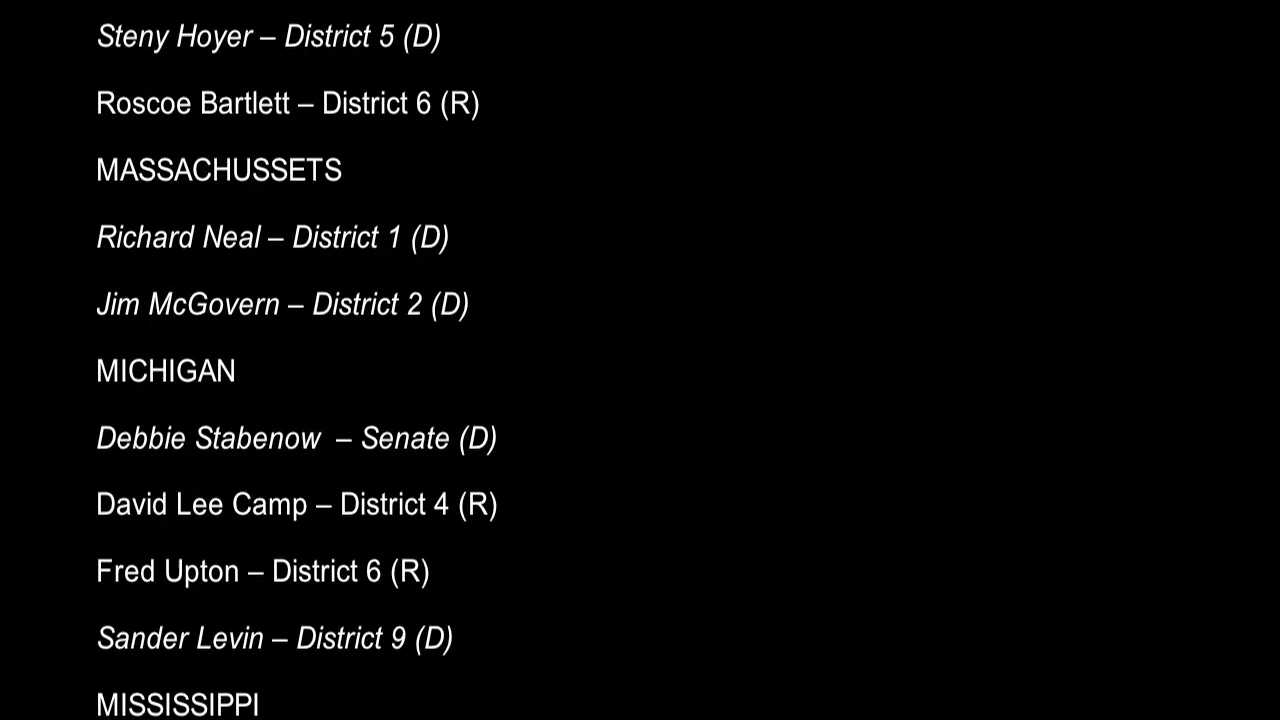 Steny Hoyer – District 5 (D)
Roscoe Bartlett – District 6 (R)
MASSACHUSSETS
Richard Neal – District 1 (D)
Jim McGovern – District 2 (D)
MICHIGAN
Debbie Stabenow  – Senate (D)
David Lee Camp – District 4 (R)
Fred Upton – District 6 (R)
Sander Levin – District 9 (D)
MISSISSIPPI